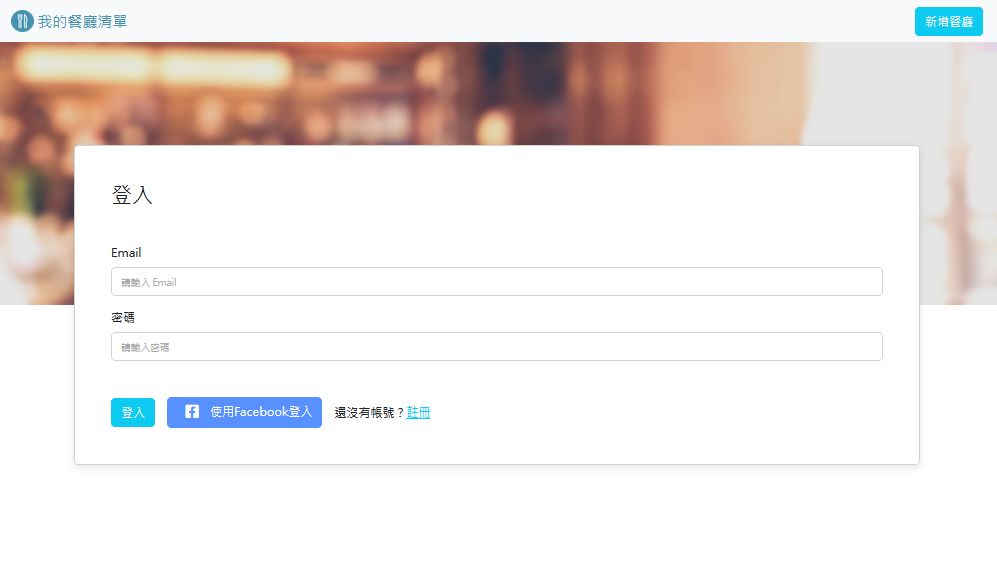 我的餐廳清單
新增餐廳
登入
Email
請輸入 Email
密碼
請輸入密碼
登入
使用Facebook登入
還沒有帳號？註冊